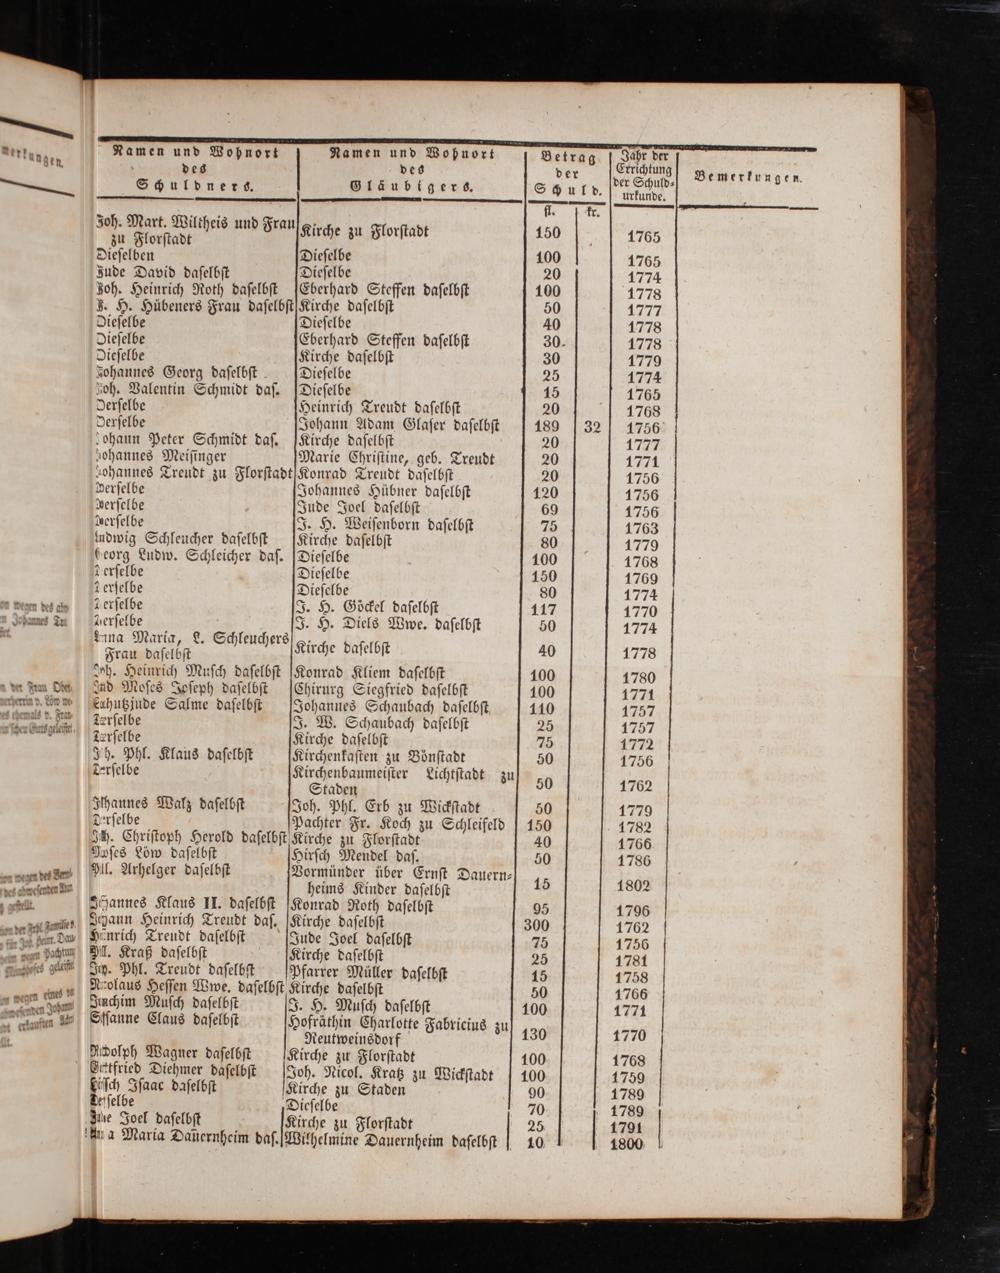 merkungen.
Namen und Wohnort des Schuldners. | Namen und Wohnort des Gläubigers. | Betrag der Schuld. | Jahr der Errichtung der Schuldurkunde. | Bemerkungen.
fl. | kr.
Joh. Mart. Wiltheis und Frau
zu Florſtadt | Kirche zu Florſtadt | 150 | 1765
Dieſelben | Dieſelbe | 100 | 1765
Jude David daſelbſt | Dieſelbe | 20 | 1774
Joh. Heinrich Roth daſelbſt | Eberhard Steffen daſelbſt | 100 | 1778
J. H. Hübeners Frau daſelbſt | Kirche daſelbſt | 50 | 1777
Dieſelbe | Dieſelbe | 40 | 1778
Dieſelbe | Eberhard Steffen daſelbſt | 30 | 1778
Dieſelbe | Kirche daſelbſt | 30 | 1779
Johannes Georg daſelbſt | Dieſelbe | 25 | 1774
Joh. Valentin Schmidt daſ. | Dieſelbe | 15 | 1765
Derſelbe | Heinrich Treudt daſelbſt | 20 | 1768
Derſelbe | Johann Adam Glaſer daſelbſt | 189 | 32 | 1756
Johann Peter Schmidt daſ. | Kirche daſelbſt | 20 | 1777
Johannes Meiſinger | Marie Chriſtine, geb. Treudt | 20 | 1771
Johannes Treudt zu Florſtadt | Konrad Treudt daſelbſt | 20 | 1756
Derſelbe | Johannes Hübner daſelbſt | 120 | 1756
Derſelbe | Jude Joel daſelbſt | 69 | 1756
Derſelbe | J. H. Weiſenborn daſelbſt | 75 | 1763
Ludwig Schleucher daſelbſt | Kirche daſelbſt | 80 | 1779
Georg Ludw. Schleicher daſ. | Dieſelbe | 100 | 1768
Derſelbe | Dieſelbe | 150 | 1769
Derſelbe | Dieſelbe | 80 | 1774
Derſelbe | J. H. Göckel daſelbſt | 117 | 1770
Derſelbe | J. H. Diels Wwe. daſelbſt | 50 | 1774
Anna Maria, L. Schleuchers
Frau daſelbſt | Kirche daſelbſt | 40 | 1778
Joh. Heinrich Muſch daſelbſt | Konrad Kliem daſelbſt | 100 | 1780
Jud Moſes Joſeph daſelbſt | Chirurg Siegfried daſelbſt | 100 | 1771
Schutzjude Salme daſelbſt | Johannes Schaubach daſelbſt | 110 | 1757
Derſelbe | J. W. Schaubach daſelbſt | 25 | 1757
Derſelbe | Kirche daſelbſt | 75 | 1772
Joh. Phl. Klaus daſelbſt | Kirchenkaſten zu Bönſtadt | 50 | 1756
Derſelbe | Kirchenbaumeiſter Lichtſtadt zu
Staden | 50 | 1762
Johannes Walz daſelbſt | Joh. Phl. Erb zu Wickſtadt | 50 | 1779
Derſelbe | Pachter Fr. Koch zu Schleifeld | 150 | 1782
Joh. Chriſtoph Herold daſelbſt | Kirche zu Florſtadt | 40 | 1766
Moſes Löw daſelbſt | Hirſch Mendel daſ. | 50 | 1786
Phl. Arhelger daſelbſt | Vormünder über Ernſt Dauern-
heims Kinder daſelbſt | 15 | 1802
Johannes Klaus II. daſelbſt | Konrad Roth daſelbſt | 95 | 1796
Johann Heinrich Treudt daſ. | Kirche daſelbſt | 300 | 1762
Heinrich Treudt daſelbſt | Jude Joel daſelbſt | 75 | 1756
Phl. Kraß daſelbſt | Kirche daſelbſt | 25 | 1781
Joh. Phl. Treudt daſelbſt | Pfarrer Müller daſelbſt | 15 | 1758
Nicolaus Heſſen Wwe. daſelbſt | Kirche daſelbſt | 50 | 1766
Joachim Muſch daſelbſt | J. H. Muſch daſelbſt | 100 | 1771
Suſanne Claus daſelbſt | Hofräthin Charlotte Fabricius zu
Reutweinsdorf | 130 | 1770
Rudolph Wagner daſelbſt | Kirche zu Florſtadt | 100 | 1768
Gottfried Diehmer daſelbſt | Joh. Nicol. Kratz zu Wickſtadt | 100 | 1759
Hirſch Iſaac daſelbſt | Kirche zu Staden | 90 | 1789
Derſelbe | Dieſelbe | 70 | 1789
Jude Joel daſelbſt | Kirche zu Florſtadt | 25 | 1791
Anna Maria Dauernheim daſ. | Wilhelmine Dauernheim daſelbſt | 10 | 1800